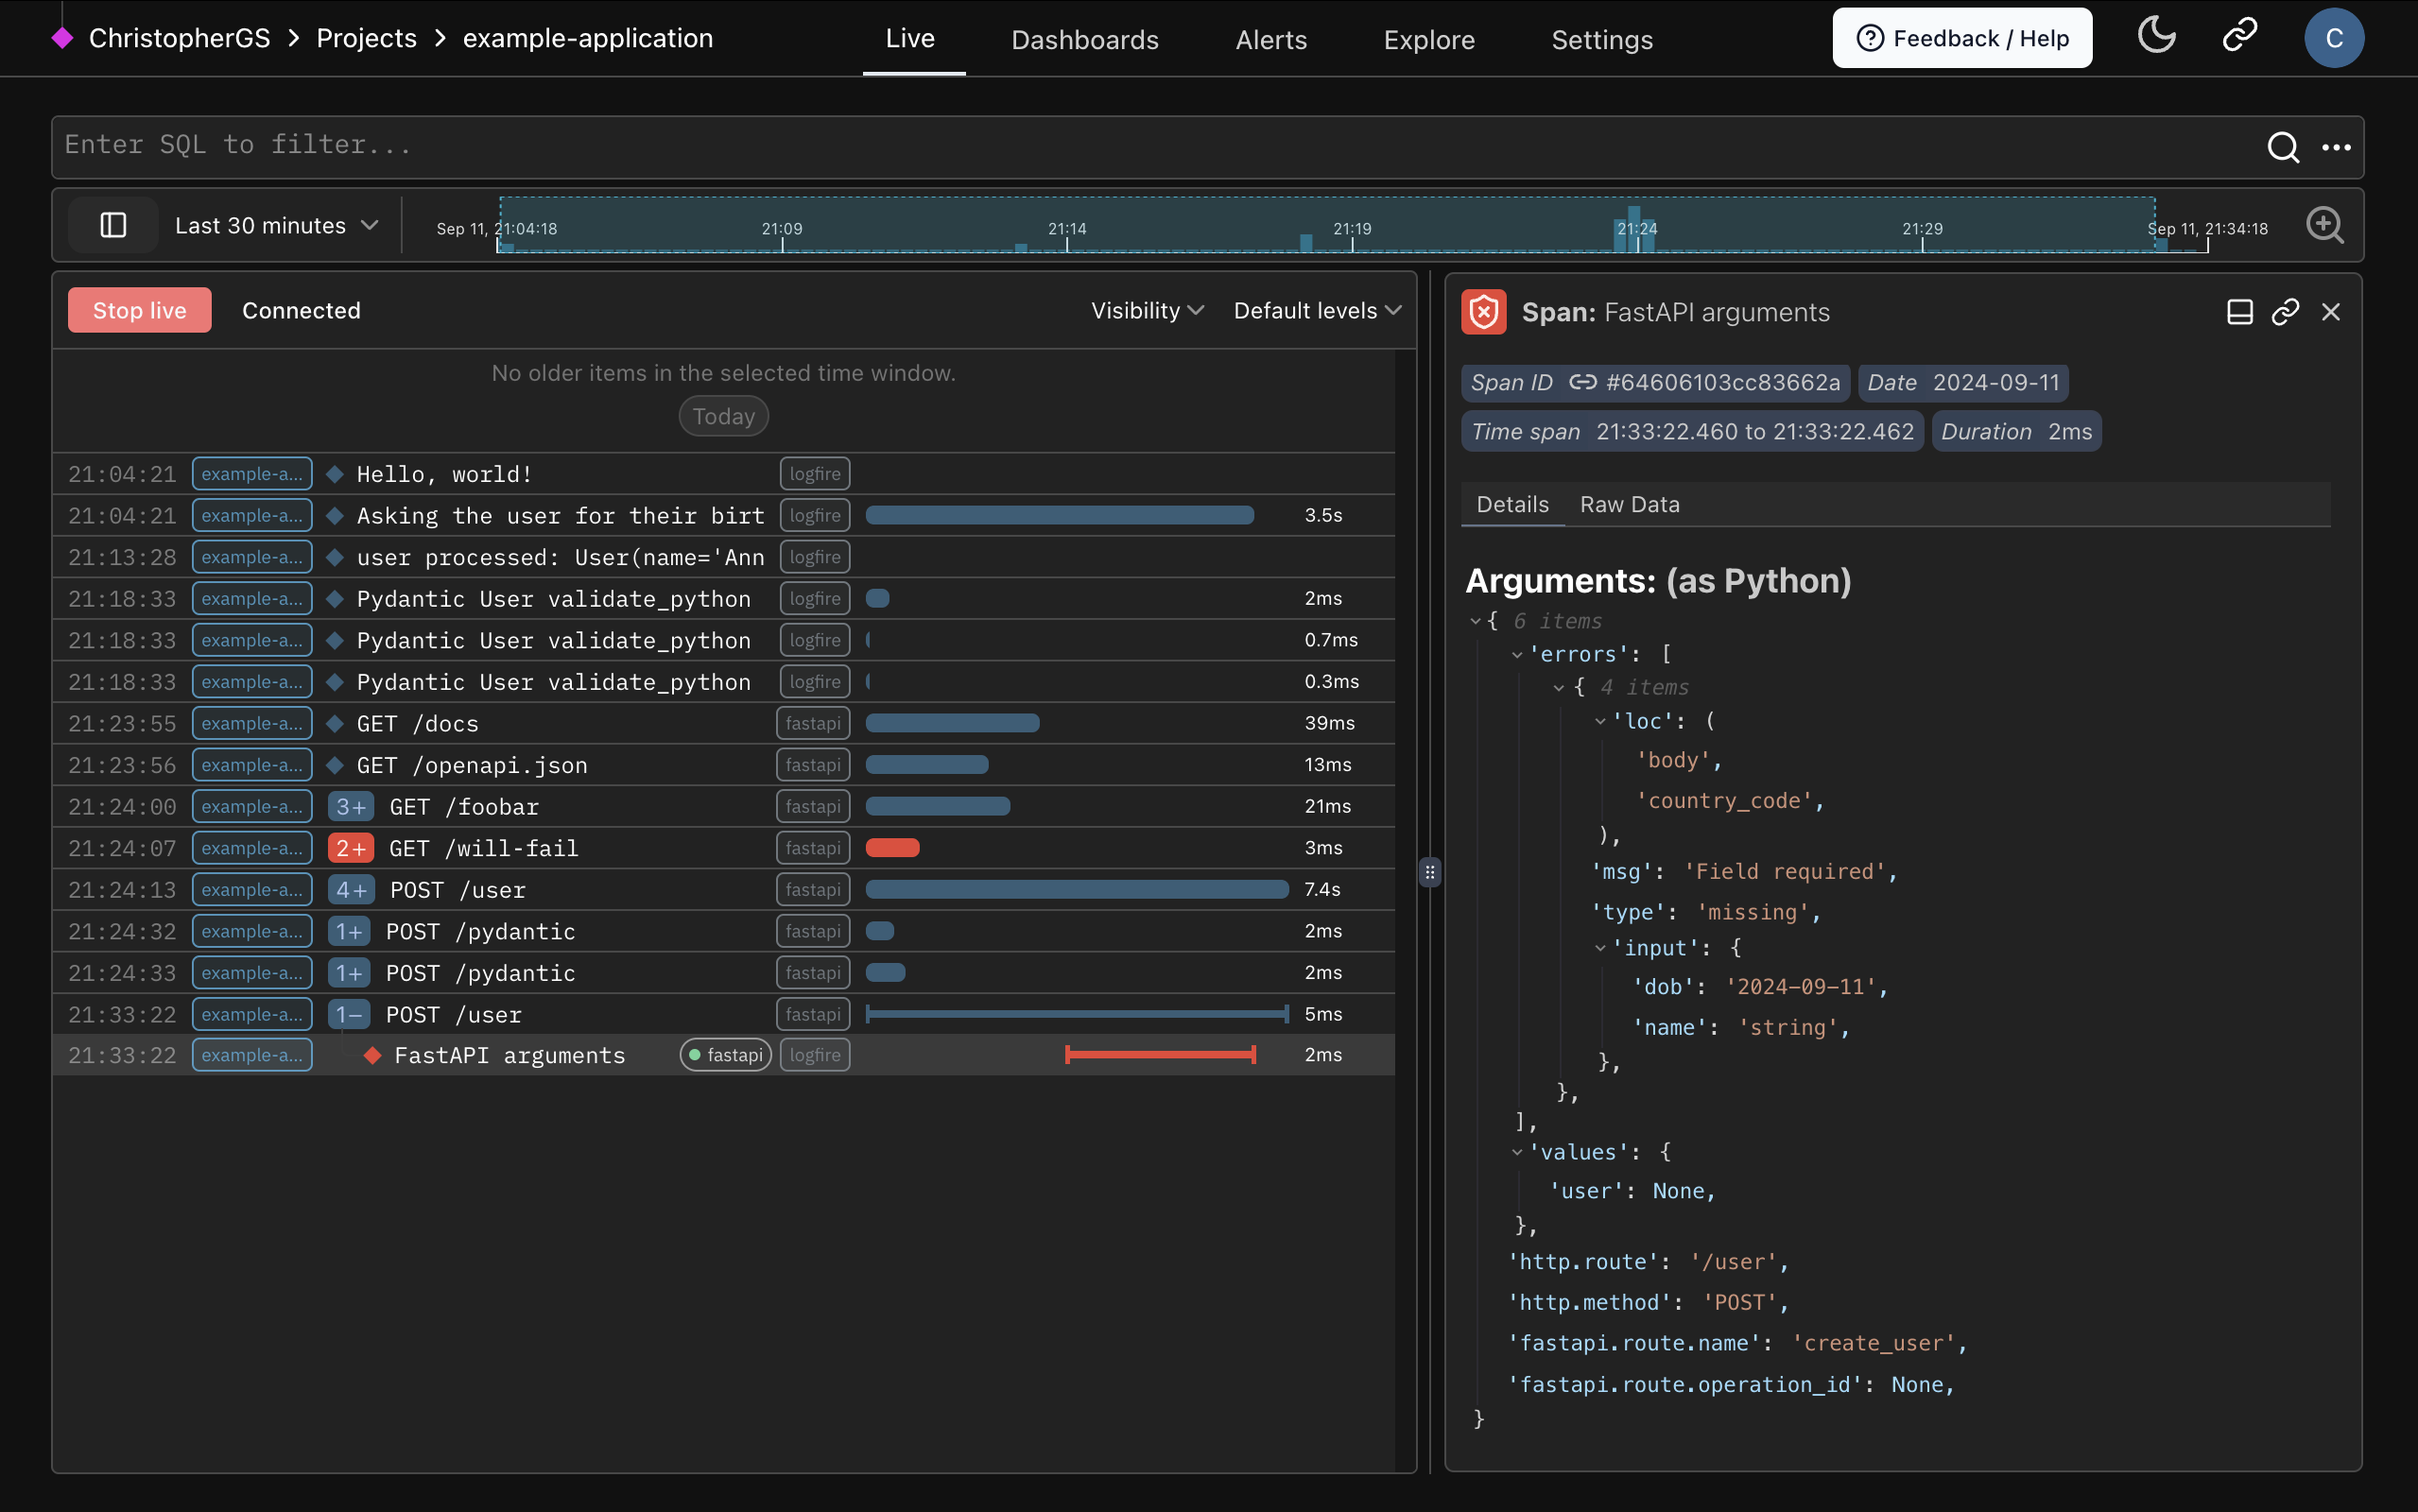 ChristopherGS > Projects > example-application
Live Dashboards Alerts Explore Settings
Feedback / Help
C
Enter SQL to filter...
Last 30 minutes
Sep 11, 21:04:18 21:09 21:14 21:19 21:24 21:29 Sep 11, 21:34:18
Stop live Connected Visibility Default levels
No older items in the selected time window.
Today
21:04:21 example-a... Hello, world! logfire
21:04:21 example-a... Asking the user for their birt logfire 3.5s
21:13:28 example-a... user processed: User(name='Ann logfire
21:18:33 example-a... Pydantic User validate_python logfire 2ms
21:18:33 example-a... Pydantic User validate_python logfire 0.7ms
21:18:33 example-a... Pydantic User validate_python logfire 0.3ms
21:23:55 example-a... GET /docs fastapi 39ms
21:23:56 example-a... GET /openapi.json fastapi 13ms
21:24:00 example-a... 3+ GET /foobar fastapi 21ms
21:24:07 example-a... 2+ GET /will-fail fastapi 3ms
21:24:13 example-a... 4+ POST /user fastapi 7.4s
21:24:32 example-a... 1+ POST /pydantic fastapi 2ms
21:24:33 example-a... 1+ POST /pydantic fastapi 2ms
21:33:22 example-a... 1− POST /user fastapi 5ms
21:33:22 example-a... FastAPI arguments fastapi logfire 2ms
Span: FastAPI arguments
Span ID #64606103cc83662a Date 2024-09-11
Time span 21:33:22.460 to 21:33:22.462 Duration 2ms
Details Raw Data
Arguments: (as Python)
{ 6 items
'errors': [
{ 4 items
'loc': (
'body',
'country_code',
),
'msg': 'Field required',
'type': 'missing',
'input': {
'dob': '2024-09-11',
'name': 'string',
},
},
],
'values': {
'user': None,
},
'http.route': '/user',
'http.method': 'POST',
'fastapi.route.name': 'create_user',
'fastapi.route.operation_id': None,
}